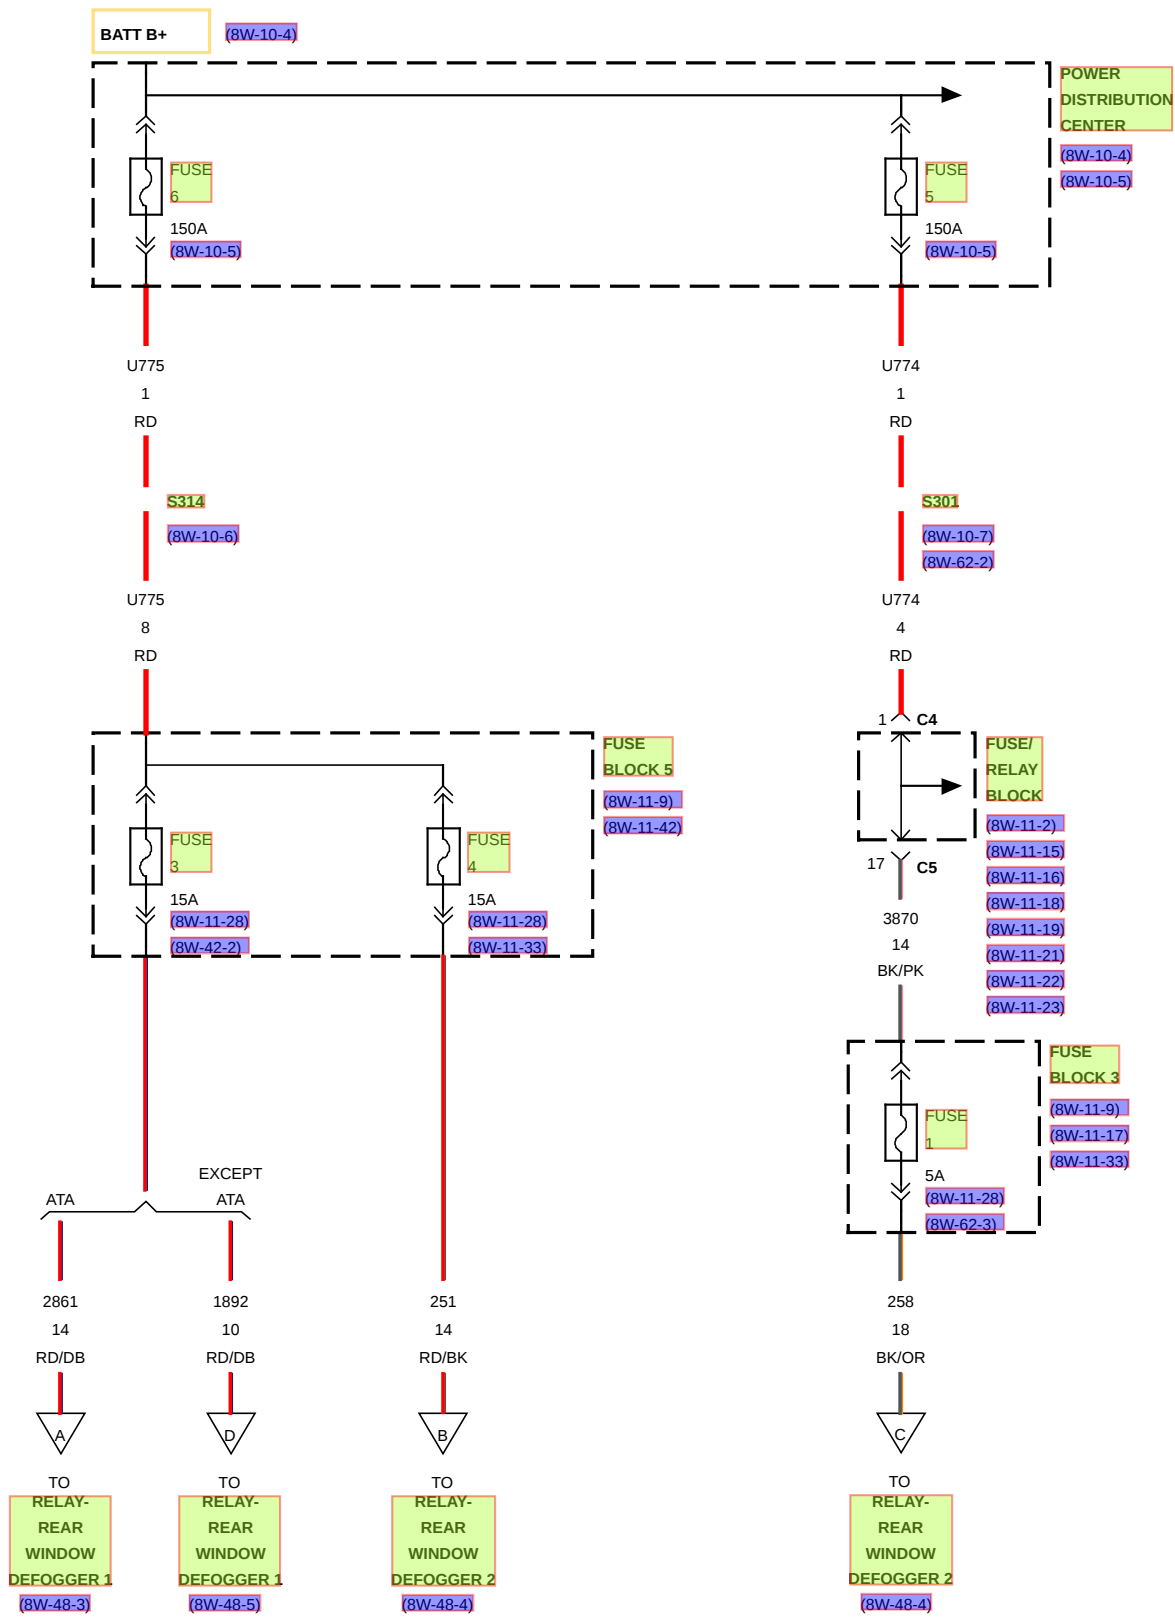 BATT B+
(8W-10-4)
POWER
DISTRIBUTION
CENTER
(8W-10-4)
(8W-10-5)
FUSE
6
150A
(8W-10-5)
FUSE
5
150A
(8W-10-5)
U775
1
RD
U774
1
RD
S314
(8W-10-6)
S301
(8W-10-7)
(8W-62-2)
U775
8
RD
U774
4
RD
1 C4
FUSE
BLOCK 5
(8W-11-9)
(8W-11-42)
FUSE/
RELAY
BLOCK
(8W-11-2)
(8W-11-15)
(8W-11-16)
(8W-11-18)
(8W-11-19)
(8W-11-21)
(8W-11-22)
(8W-11-23)
FUSE
3
15A
(8W-11-28)
(8W-42-2)
FUSE
4
15A
(8W-11-28)
(8W-11-33)
17 C5
3870
14
BK/PK
FUSE
BLOCK 3
(8W-11-9)
(8W-11-17)
(8W-11-33)
FUSE
1
5A
(8W-11-28)
(8W-62-3)
ATA
EXCEPT
ATA
2861
14
RD/DB
1892
10
RD/DB
251
14
RD/BK
258
18
BK/OR
A
TO
RELAY-
REAR
WINDOW
DEFOGGER 1
(8W-48-3)
D
TO
RELAY-
REAR
WINDOW
DEFOGGER 1
(8W-48-5)
B
TO
RELAY-
REAR
WINDOW
DEFOGGER 2
(8W-48-4)
C
TO
RELAY-
REAR
WINDOW
DEFOGGER 2
(8W-48-4)